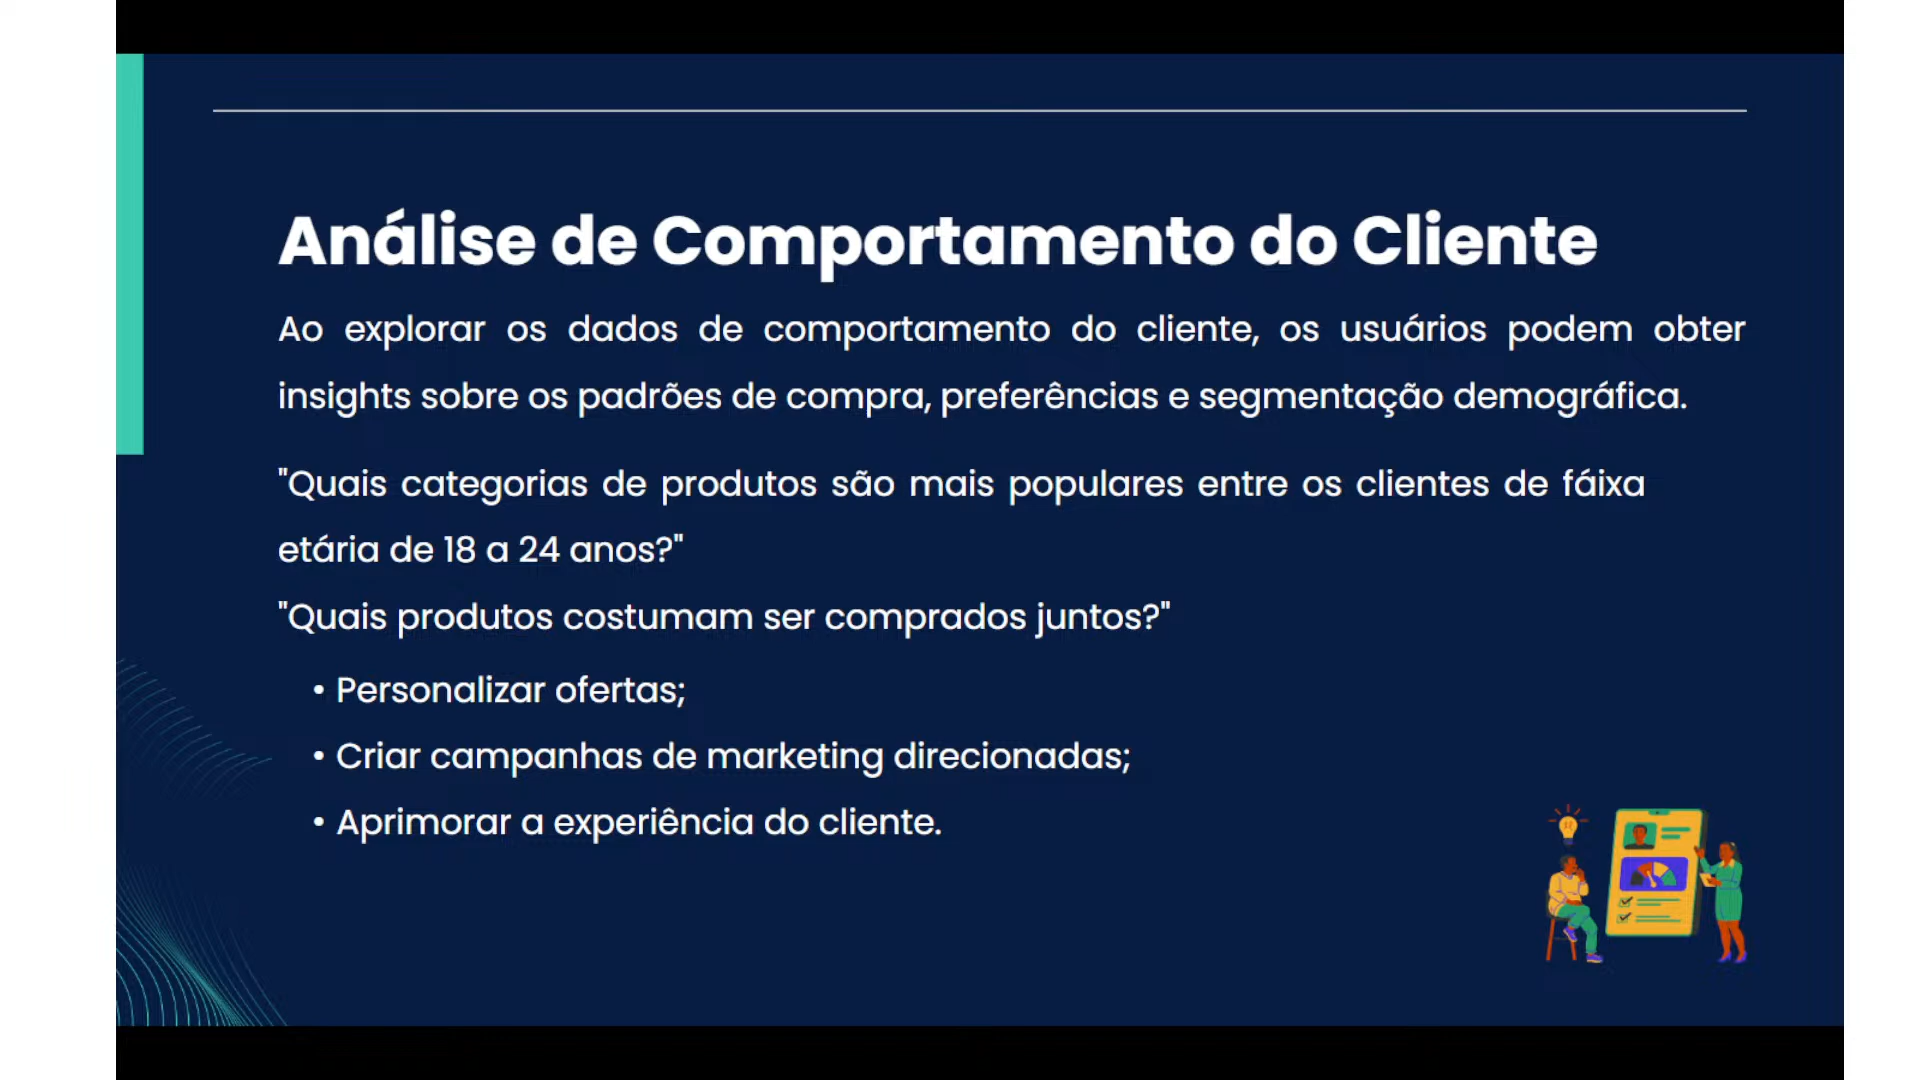 Análise de Comportamento do Cliente
Ao explorar os dados de comportamento do cliente, os usuários podem obter
insights sobre os padrões de compra, preferências e segmentação demográfica.
"Quais categorias de produtos são mais populares entre os clientes de fáixa
etária de 18 a 24 anos?"
"Quais produtos costumam ser comprados juntos?"
• Personalizar ofertas;
• Criar campanhas de marketing direcionadas;
• Aprimorar a experiência do cliente.